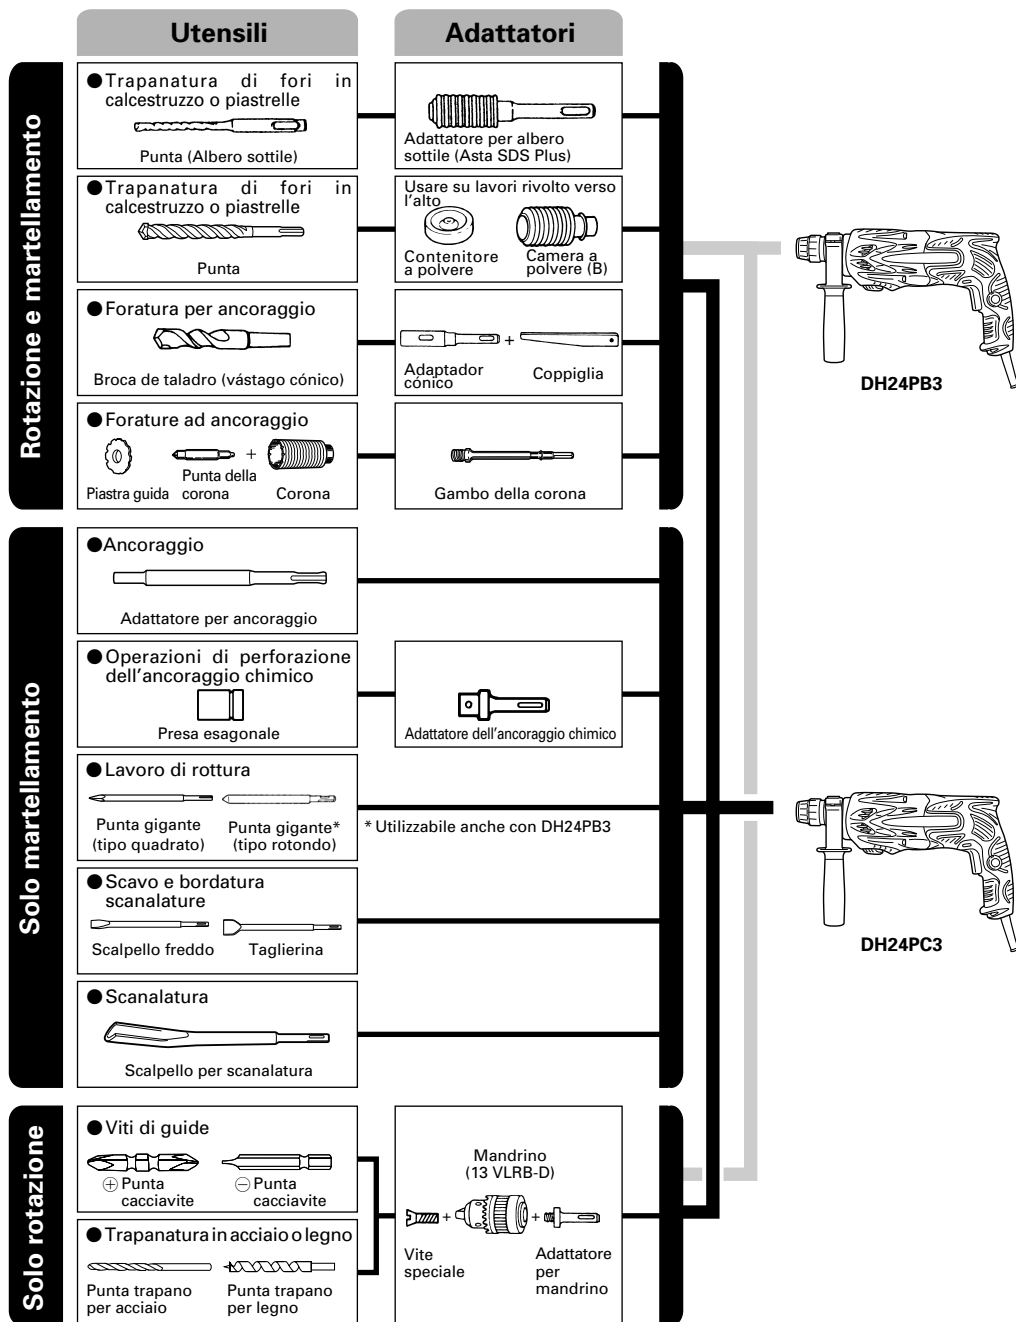 Utensili
Adattatori
Rotazione e martellamento
●Trapanatura di fori in
calcestruzzo o piastrelle
Punta (Albero sottile)
Adattatore per albero
sottile (Asta SDS Plus)
●Trapanatura di fori in
calcestruzzo o piastrelle
Punta
Usare su lavori rivolto verso
l'alto
Contenitore
a polvere
Camera a
polvere (B)
●Foratura per ancoraggio
Broca de taladro (vástago cónico)
+
Adaptador
cónico
Coppiglia
●Forature ad ancoraggio
+
Piastra guida
Punta della
corona
Corona
Gambo della corona
DH24PB3
Solo martellamento
●Ancoraggio
Adattatore per ancoraggio
●Operazioni di perforazione
dell'ancoraggio chimico
Presa esagonale
Adattatore dell'ancoraggio chimico
●Lavoro di rottura
Punta gigante
(tipo quadrato)
Punta gigante*
(tipo rotondo)
* Utilizzabile anche con DH24PB3
●Scavo e bordatura
scanalature
Scalpello freddo
Taglierina
●Scanalatura
Scalpello per scanalatura
DH24PC3
Solo rotazione
●Viti di guide
⊕ Punta
cacciavite
⊖ Punta
cacciavite
●Trapanatura in acciaio o legno
Punta trapano
per acciaio
Punta trapano
per legno
Mandrino
(13 VLRB-D)
+
+
Vite
speciale
Adattatore
per
mandrino